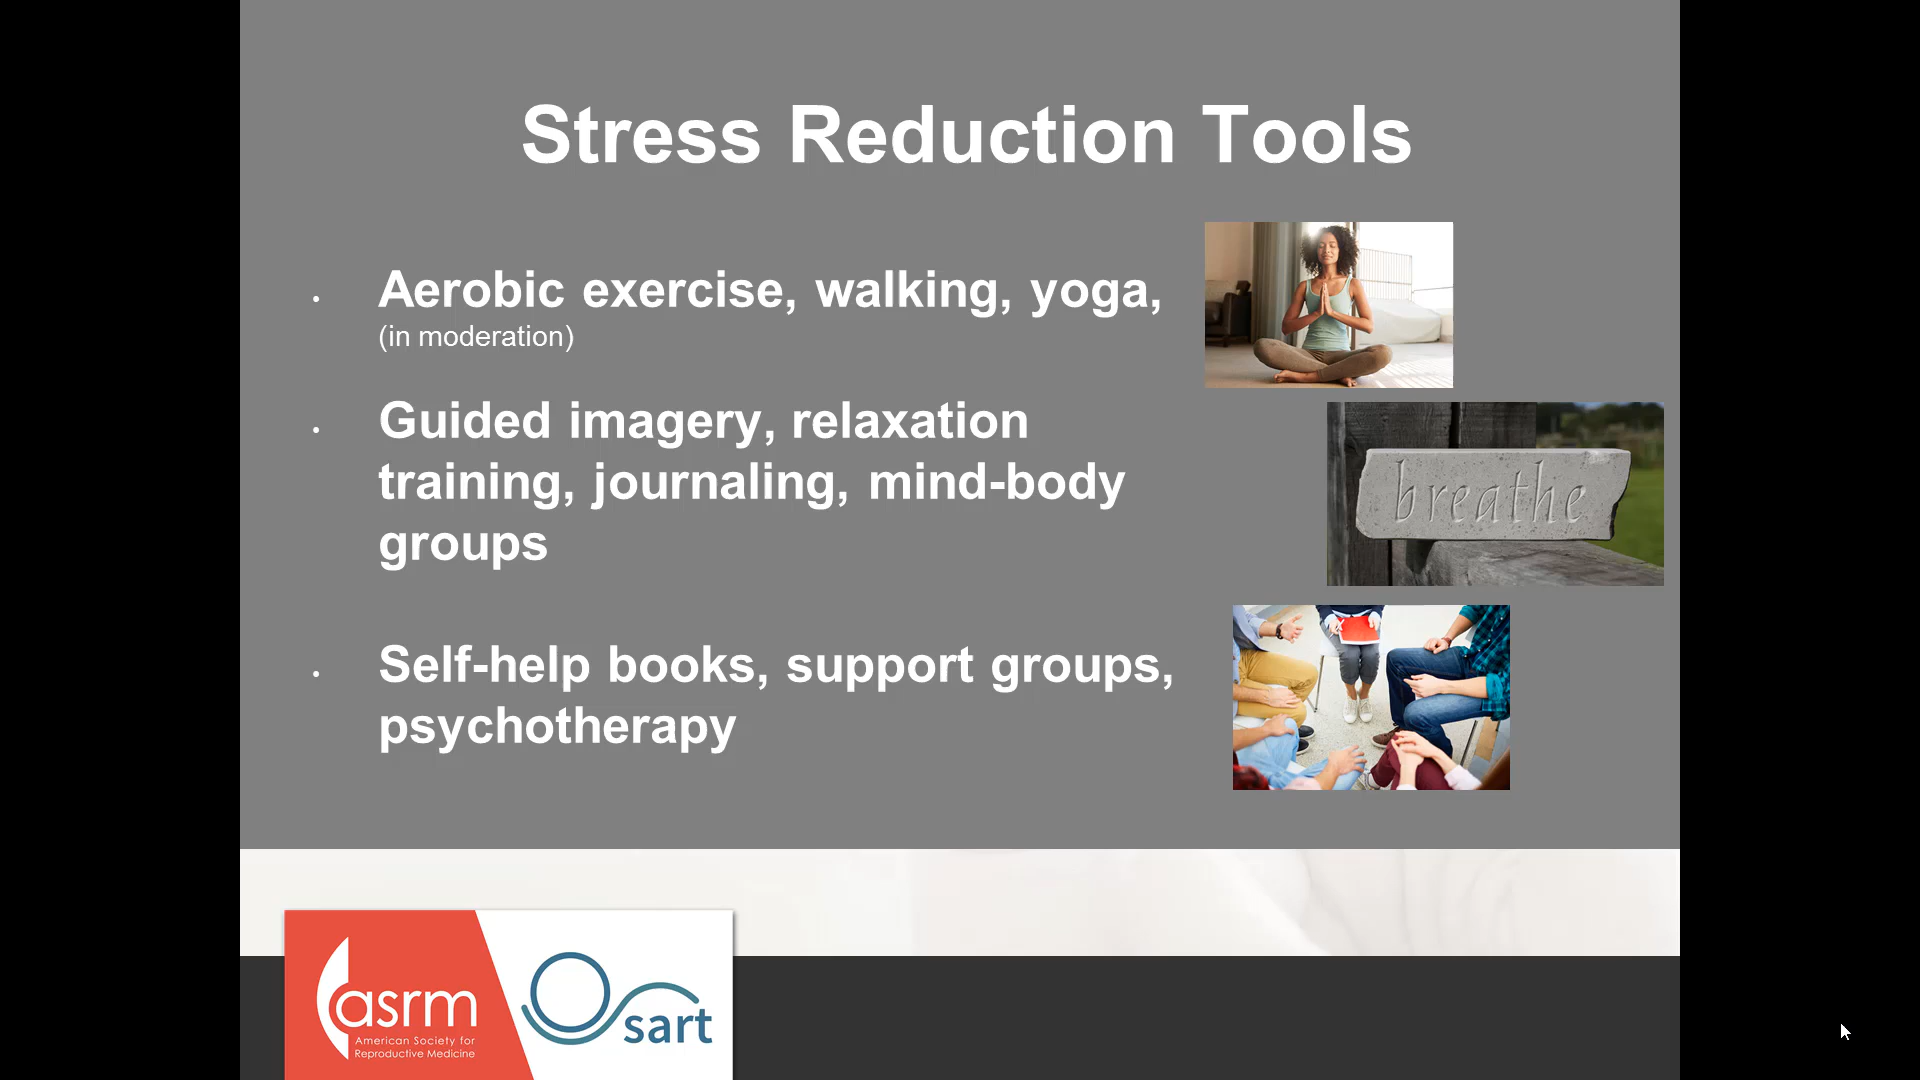 Stress Reduction Tools
• Aerobic exercise, walking, yoga,
(in moderation)
• Guided imagery, relaxation
training, journaling, mind-body
groups
breathe
• Self-help books, support groups,
psychotherapy
asrm
American Society for
Reproductive Medicine
sart